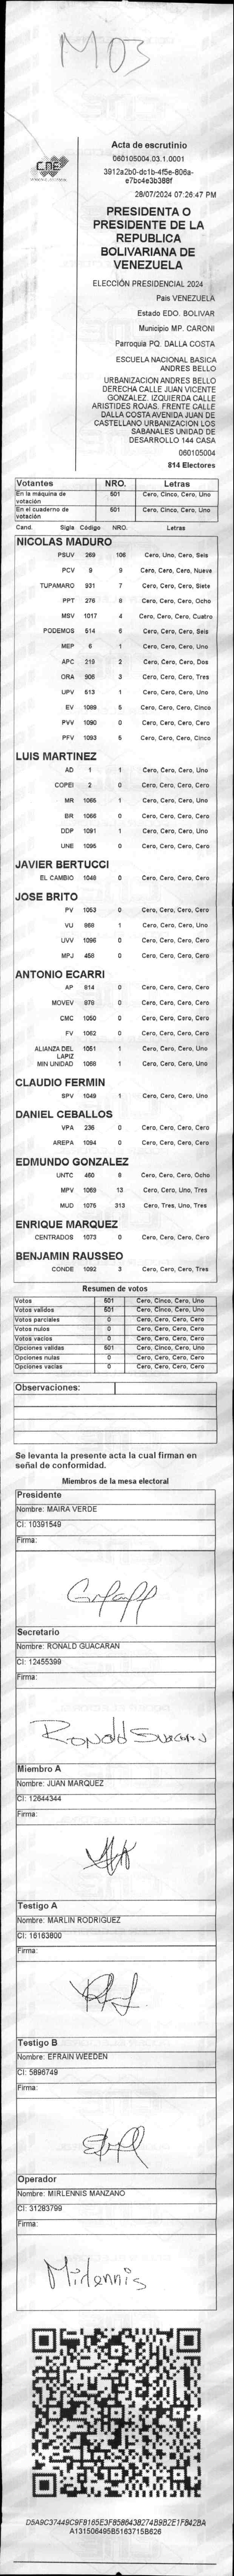 M03
CNE
Acta de escrutinio
060105004.03.1.0001
3912a2b0-dc1b-4f5e-806a-
e7bc4e3b388f
28/07/2024 07:26:47 PM
PRESIDENTA O
PRESIDENTE DE LA
REPUBLICA
BOLIVARIANA DE
VENEZUELA
ELECCIÓN PRESIDENCIAL 2024
País VENEZUELA
Estado EDO. BOLIVAR
Municipio MP. CARONI
Parroquia PQ. DALLA COSTA
ESCUELA NACIONAL BASICA
ANDRES BELLO
URBANIZACION ANDRES BELLO
DERECHA CALLE JUAN VICENTE
GONZALEZ. IZQUIERDA CALLE
ARISTIDES ROJAS. FRENTE CALLE
DALLA COSTA AVENIDA JUAN DE
CASTELLANO URBANIZACION LOS
SABANALES UNIDAD DE
DESARROLLO 144 CASA
060105004
814 Electores
Votantes NRO. Letras
En la máquina de votación 501 Cero, Cinco, Cero, Uno
En el cuaderno de votación 501 Cero, Cinco, Cero, Uno
Cand. Sigla Código NRO. Letras
NICOLAS MADURO
PSUV 269 106 Cero, Uno, Cero, Seis
PCV 9 9 Cero, Cero, Cero, Nueve
TUPAMARO 931 7 Cero, Cero, Cero, Siete
PPT 276 8 Cero, Cero, Cero, Ocho
MSV 1017 4 Cero, Cero, Cero, Cuatro
PODEMOS 514 6 Cero, Cero, Cero, Seis
MEP 6 1 Cero, Cero, Cero, Uno
APC 219 2 Cero, Cero, Cero, Dos
ORA 906 3 Cero, Cero, Cero, Tres
UPV 613 1 Cero, Cero, Cero, Uno
EV 1089 5 Cero, Cero, Cero, Cinco
PVV 1090 0 Cero, Cero, Cero, Cero
PFV 1093 5 Cero, Cero, Cero, Cinco
LUIS MARTINEZ
AD 1 1 Cero, Cero, Cero, Uno
COPEI 2 0 Cero, Cero, Cero, Cero
MR 1065 1 Cero, Cero, Cero, Uno
BR 1066 0 Cero, Cero, Cero, Cero
DDP 1091 1 Cero, Cero, Cero, Uno
UNE 1095 0 Cero, Cero, Cero, Cero
JAVIER BERTUCCI
EL CAMBIO 1048 0 Cero, Cero, Cero, Cero
JOSE BRITO
PV 1053 0 Cero, Cero, Cero, Cero
VU 868 1 Cero, Cero, Cero, Uno
UVV 1096 0 Cero, Cero, Cero, Cero
MPJ 458 0 Cero, Cero, Cero, Cero
ANTONIO ECARRI
AP 814 0 Cero, Cero, Cero, Cero
MOVEV 878 0 Cero, Cero, Cero, Cero
CMC 1050 0 Cero, Cero, Cero, Cero
FV 1062 0 Cero, Cero, Cero, Cero
ALIANZA DEL LAPIZ 1051 1 Cero, Cero, Cero, Uno
MIN UNIDAD 1068 1 Cero, Cero, Cero, Uno
CLAUDIO FERMIN
SPV 1049 1 Cero, Cero, Cero, Uno
DANIEL CEBALLOS
VPA 236 0 Cero, Cero, Cero, Cero
AREPA 1094 0 Cero, Cero, Cero, Cero
EDMUNDO GONZALEZ
UNTC 460 8 Cero, Cero, Cero, Ocho
MPV 1069 13 Cero, Cero, Uno, Tres
MUD 1075 313 Cero, Tres, Uno, Tres
ENRIQUE MARQUEZ
CENTRADOS 1073 0 Cero, Cero, Cero, Cero
BENJAMIN RAUSSEO
CONDE 1092 3 Cero, Cero, Cero, Tres
Resumen de votos
Votos 501 Cero, Cinco, Cero, Uno
Votos validos 501 Cero, Cinco, Cero, Uno
Votos parciales 0 Cero, Cero, Cero, Cero
Votos nulos 0 Cero, Cero, Cero, Cero
Votos vacios 0 Cero, Cero, Cero, Cero
Opciones validas 501 Cero, Cinco, Cero, Uno
Opciones nulas 0 Cero, Cero, Cero, Cero
Opciones vacias 0 Cero, Cero, Cero, Cero
Observaciones:
Se levanta la presente acta la cual firman en
señal de conformidad.
Miembros de la mesa electoral
Presidente
Nombre: MAIRA VERDE
CI: 10391549
Firma:
Secretario
Nombre: RONALD GUACARAN
CI: 12455399
Firma:
Ronald Guacaran
Miembro A
Nombre: JUAN MARQUEZ
CI: 12644344
Firma:
Testigo A
Nombre: MARLIN RODRIGUEZ
CI: 16163800
Firma:
Testigo B
Nombre: EFRAIN WEEDEN
CI: 5896749
Firma:
Operador
Nombre: MIRLENNIS MANZANO
CI: 31283799
Firma:
Mirlennis
D5A9C37449C9F8165E3F8586438274B9B2E1FB42BA
A131506495B5163715B626